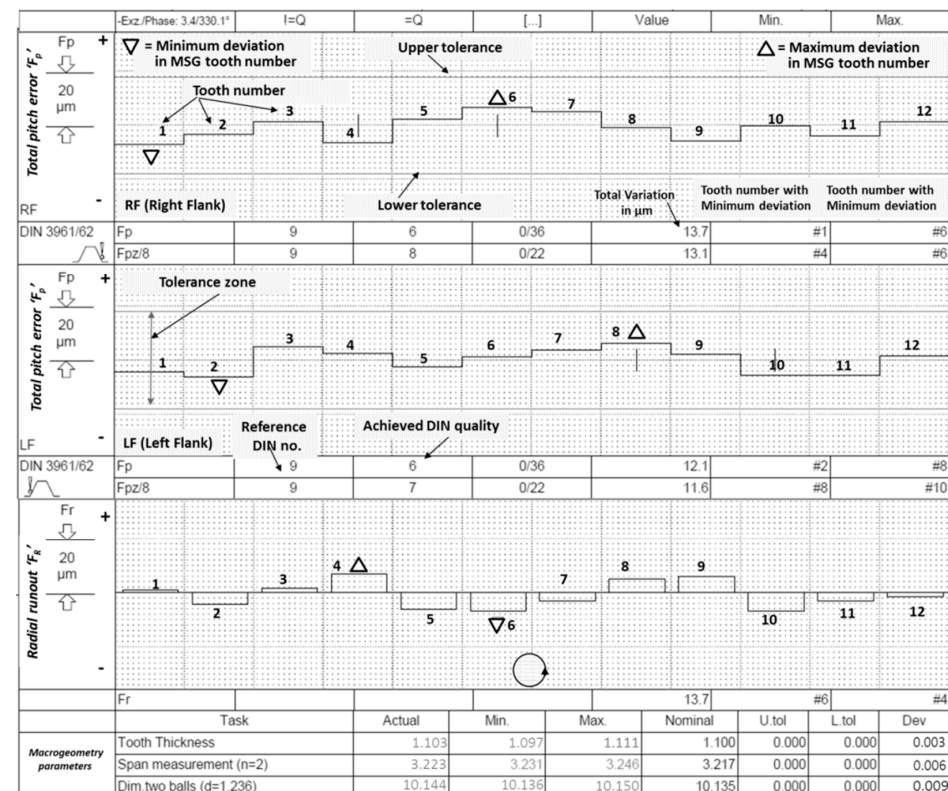 -Exz./Phase: 3.4/330.1° !=Q =Q [...] Value Min. Max.
Total pitch error 'Fp'
Fp +
20
µm
-
RF
▽ = Minimum deviation
in MSG tooth number
Upper tolerance
△ = Maximum deviation
in MSG tooth number
Tooth number
1 2 3 4 5 6 7 8 9 10 11 12
RF (Right Flank)
Lower tolerance
Total Variation
in µm
Tooth number with
Minimum deviation
Tooth number with
Minimum deviation
DIN 3961/62 Fp 9 6 0/36 13.7 #1 #6
Fpz/8 9 8 0/22 13.1 #4 #6
Total pitch error 'Fp'
Fp +
20
µm
-
LF
Tolerance zone
1 2 3 4 5 6 7 8 9 10 11 12
LF (Left Flank)
Reference
DIN no.
Achieved DIN quality
DIN 3961/62 Fp 9 6 0/36 12.1 #2 #8
Fpz/8 9 7 0/22 11.6 #8 #10
Radial runout 'FR'
Fr +
20
µm
-
1 2 3 4 5 6 7 8 9 10 11 12
Fr 13.7 #6 #4
Task Actual Min. Max. Nominal U.tol L.tol Dev
Macrogeometry
parameters
Tooth Thickness 1.103 1.097 1.111 1.100 0.000 0.000 0.003
Span measurement (n=2) 3.223 3.231 3.246 3.217 0.000 0.000 0.006
Dim.two balls (d=1.236) 10.144 10.136 10.150 10.135 0.000 0.000 0.009